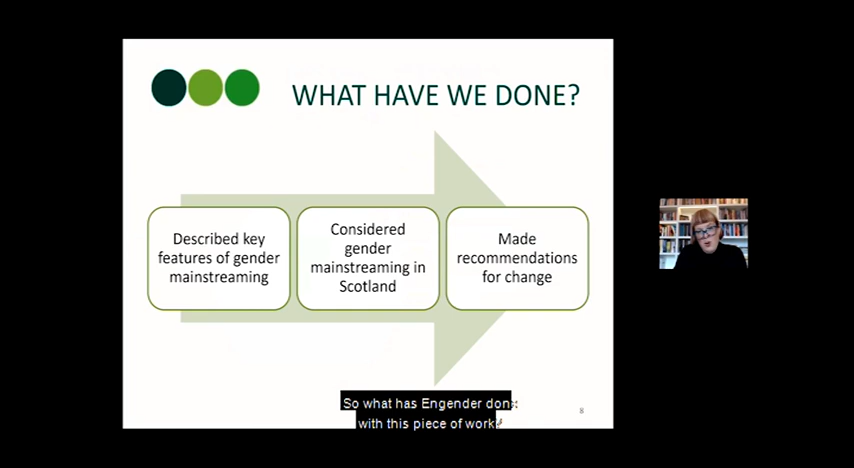 WHAT HAVE WE DONE?
Described key
features of gender
mainstreaming
Considered
gender
mainstreaming in
Scotland
Made
recommendations
for change
So what has Engender done
with this piece of work?
8